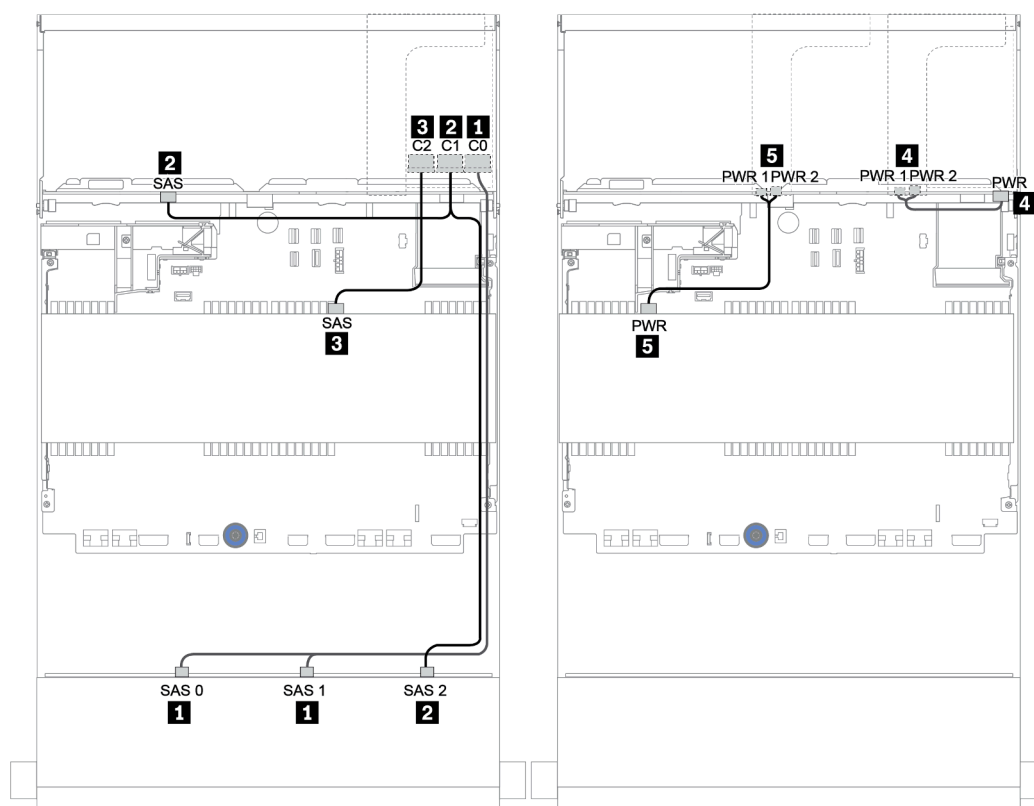 3 2 1
C2 C1 C0
2
SAS
SAS
3
SAS 0 SAS 1 SAS 2
1 1 2
5 4
PWR 1 PWR 2 PWR 1 PWR 2 PWR
4
PWR
5